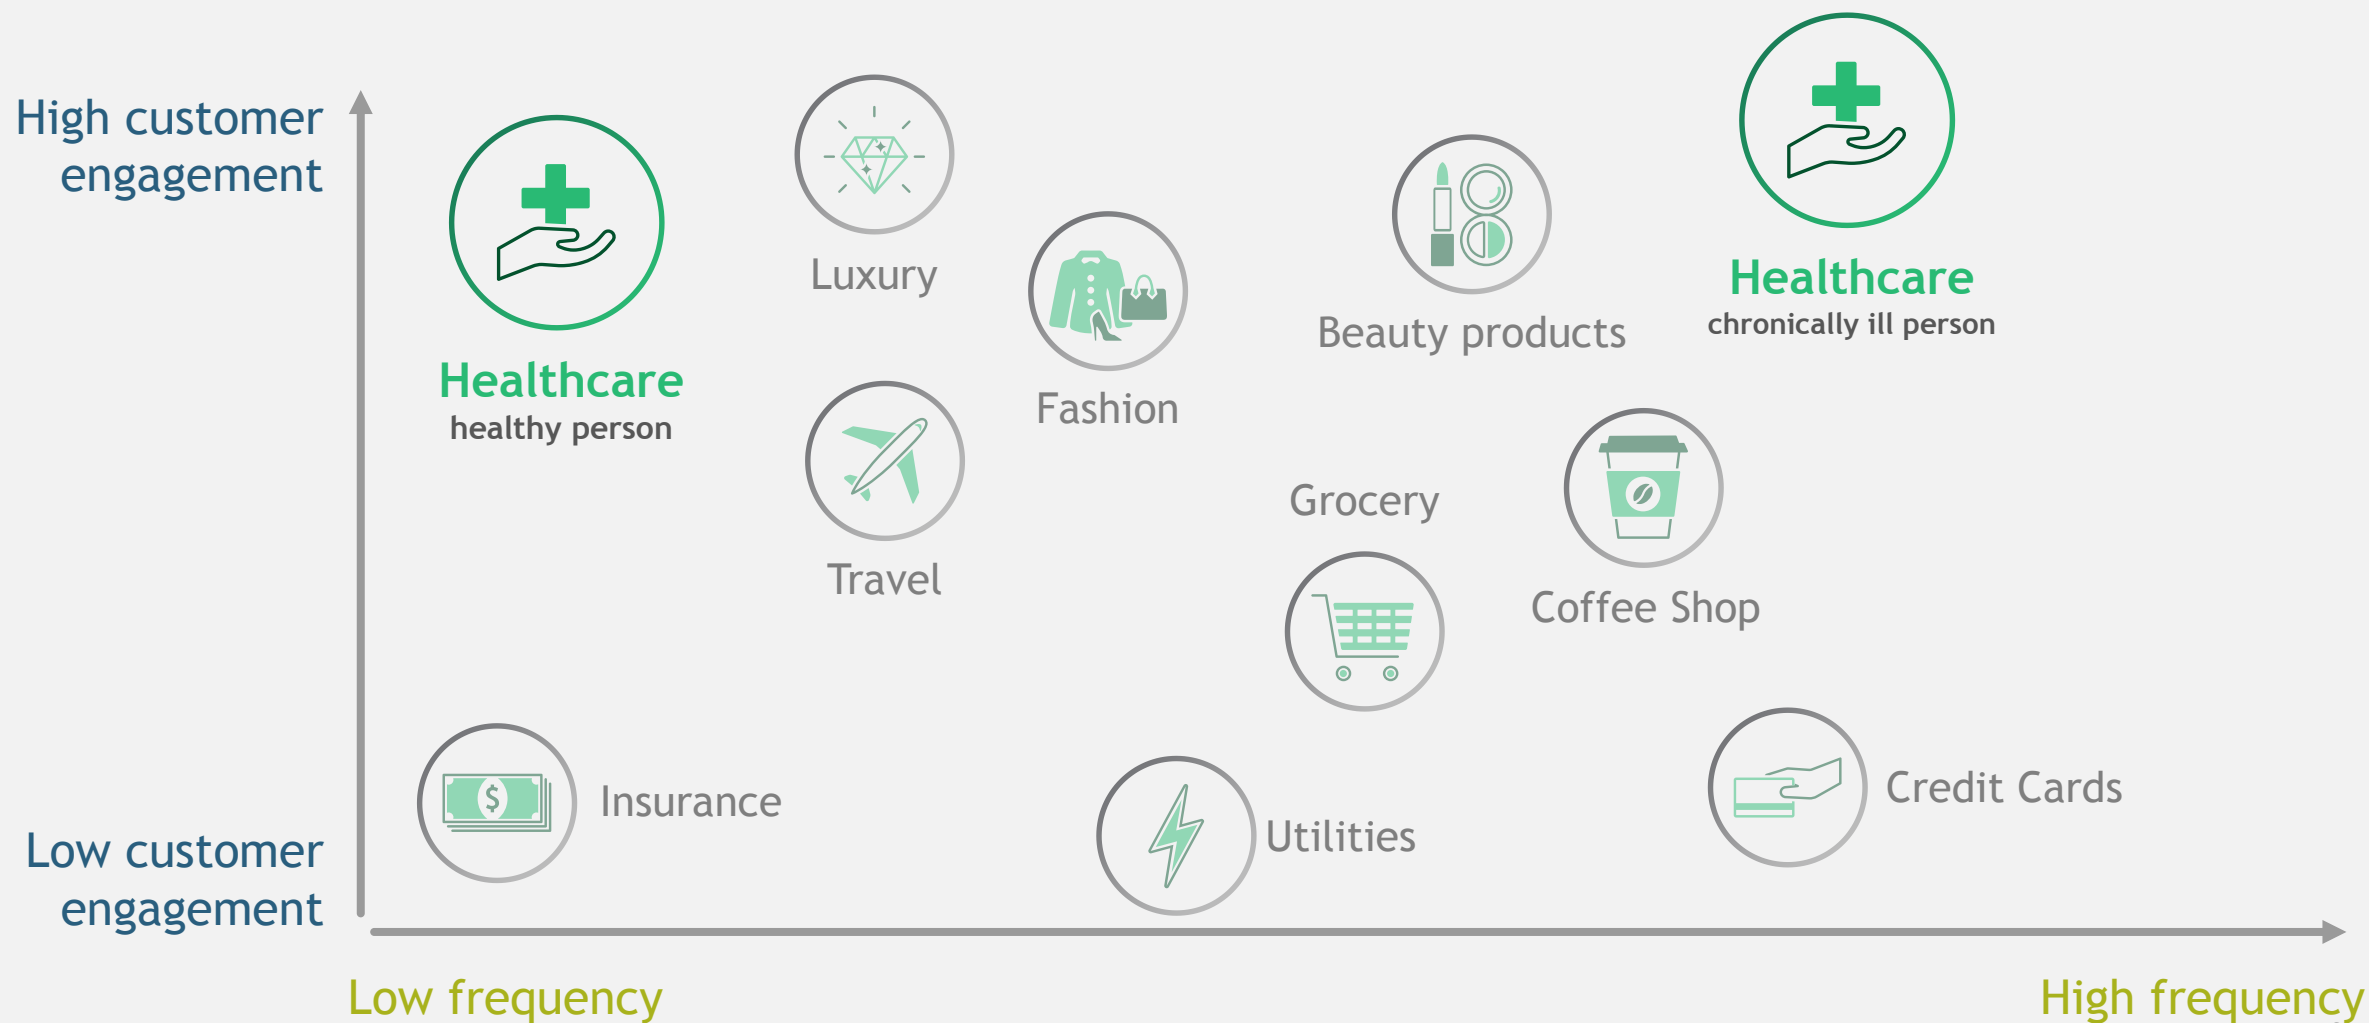 High customer
engagement
Luxury
Healthcare
chronically ill person
Beauty products
Healthcare
healthy person
Fashion
Grocery
Travel
Coffee Shop
Insurance
Credit Cards
$
Utilities
Low customer
engagement
Low frequency
High frequency